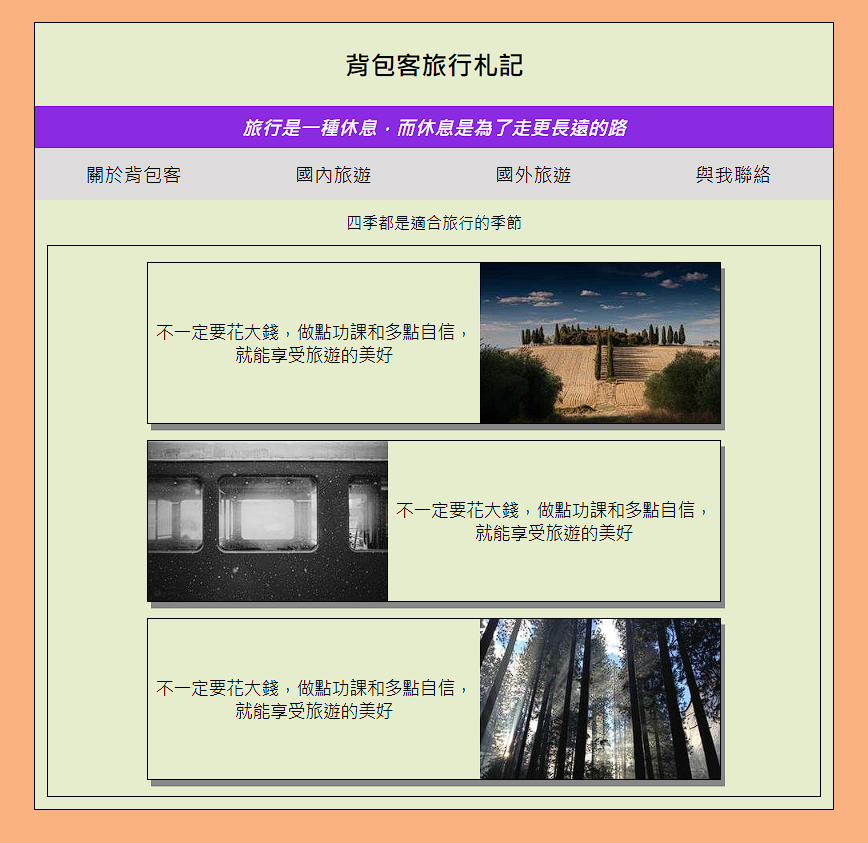 背包客旅行札記
旅行是一種休息，而休息是為了走更長遠的路
關於背包客 國內旅遊 國外旅遊 與我聯絡
四季都是適合旅行的季節
不一定要花大錢，做點功課和多點自信，
就能享受旅遊的美好
不一定要花大錢，做點功課和多點自信，
就能享受旅遊的美好
不一定要花大錢，做點功課和多點自信，
就能享受旅遊的美好